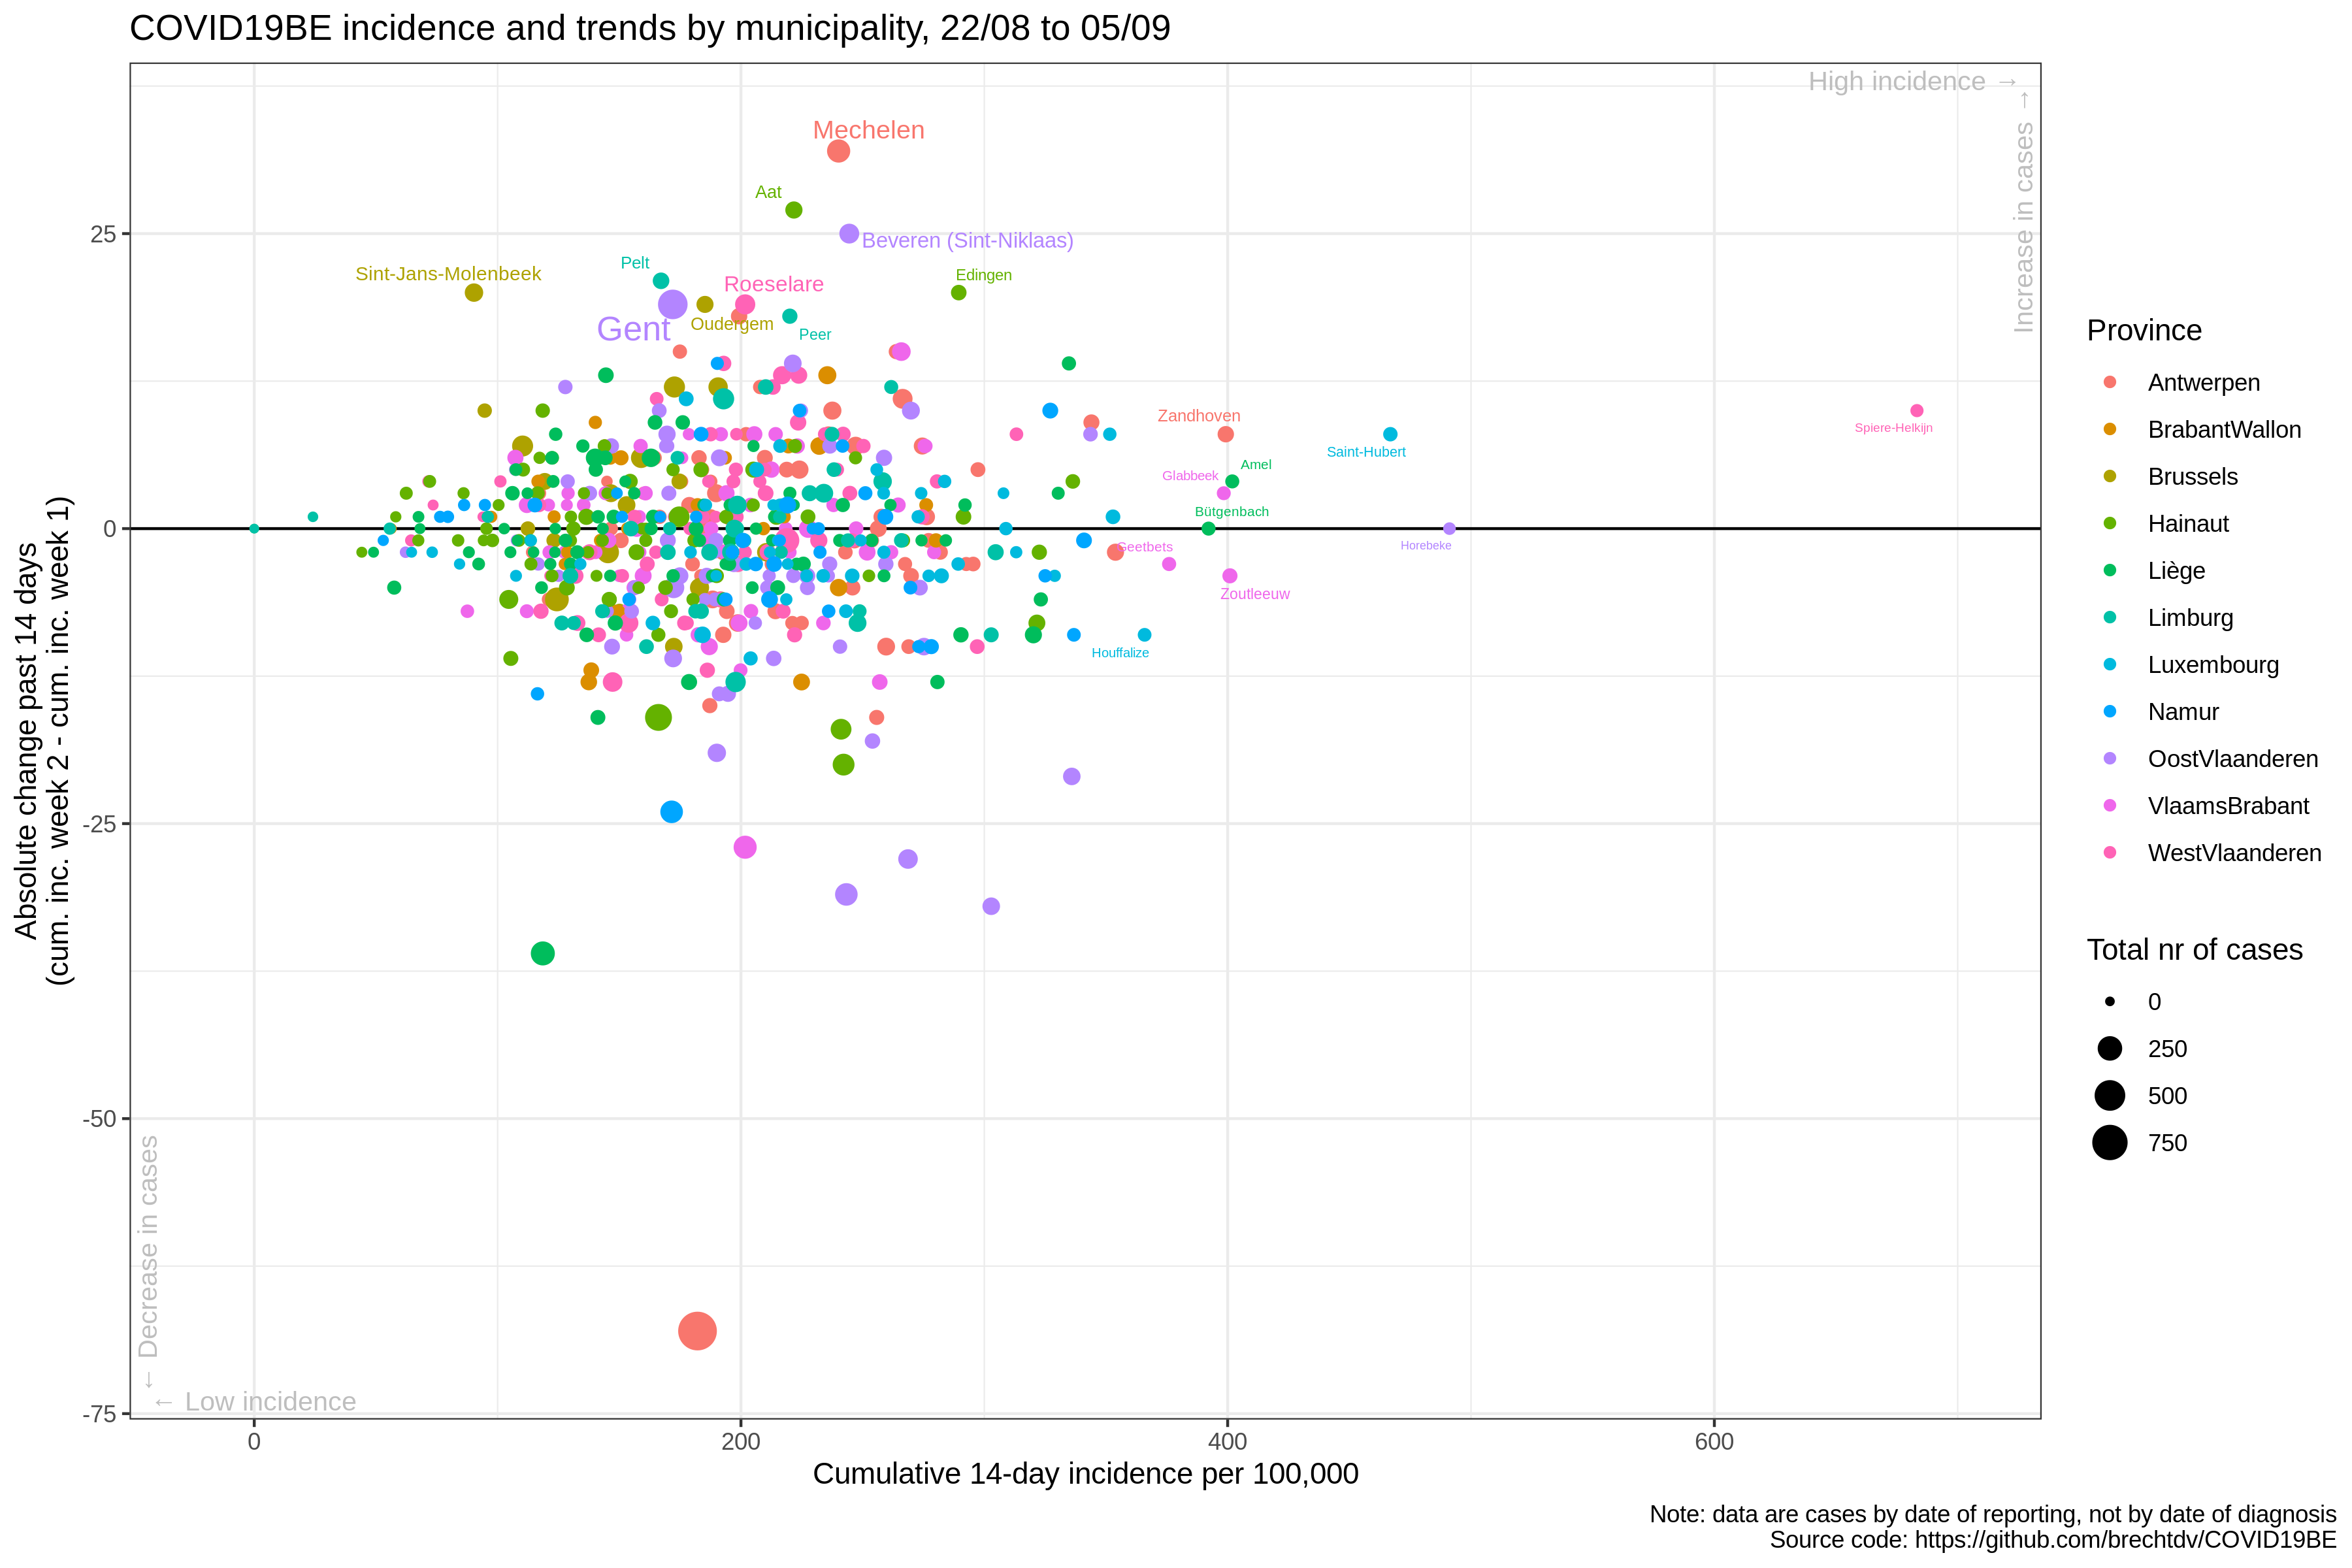 COVID19BE incidence and trends by municipality, 22/08 to 05/09
High incidence →
Increase in cases →
Mechelen
Aat
Beveren (Sint-Niklaas)
Pelt
Sint-Jans-Molenbeek
Edingen
Roeselare
Gent
Oudergem
Peer
Zandhoven
Spiere-Helkijn
Saint-Hubert
Amel
Glabbeek
Bütgenbach
Geetbets
Horebeke
Zoutleeuw
Houffalize
← Decrease in cases
← Low incidence
25
0
-25
-50
-75
0
200
400
600
Absolute change past 14 days
(cum. inc. week 2 - cum. inc. week 1)
Cumulative 14-day incidence per 100,000
Province
Antwerpen
BrabantWallon
Brussels
Hainaut
Liège
Limburg
Luxembourg
Namur
OostVlaanderen
VlaamsBrabant
WestVlaanderen
Total nr of cases
0
250
500
750
Note: data are cases by date of reporting, not by date of diagnosis
Source code: https://github.com/brechtdv/COVID19BE